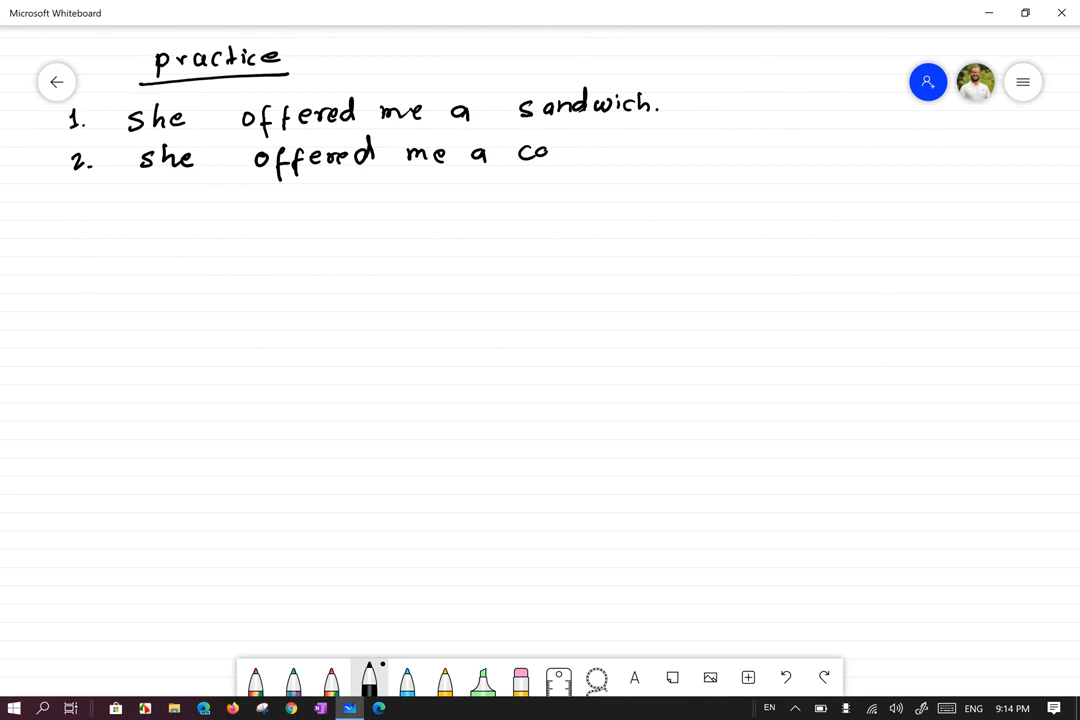 Microsoft Whiteboard
practice
1. she offered me a sandwich.
2. she offered me a co
A
EN
ENG
9:14 PM